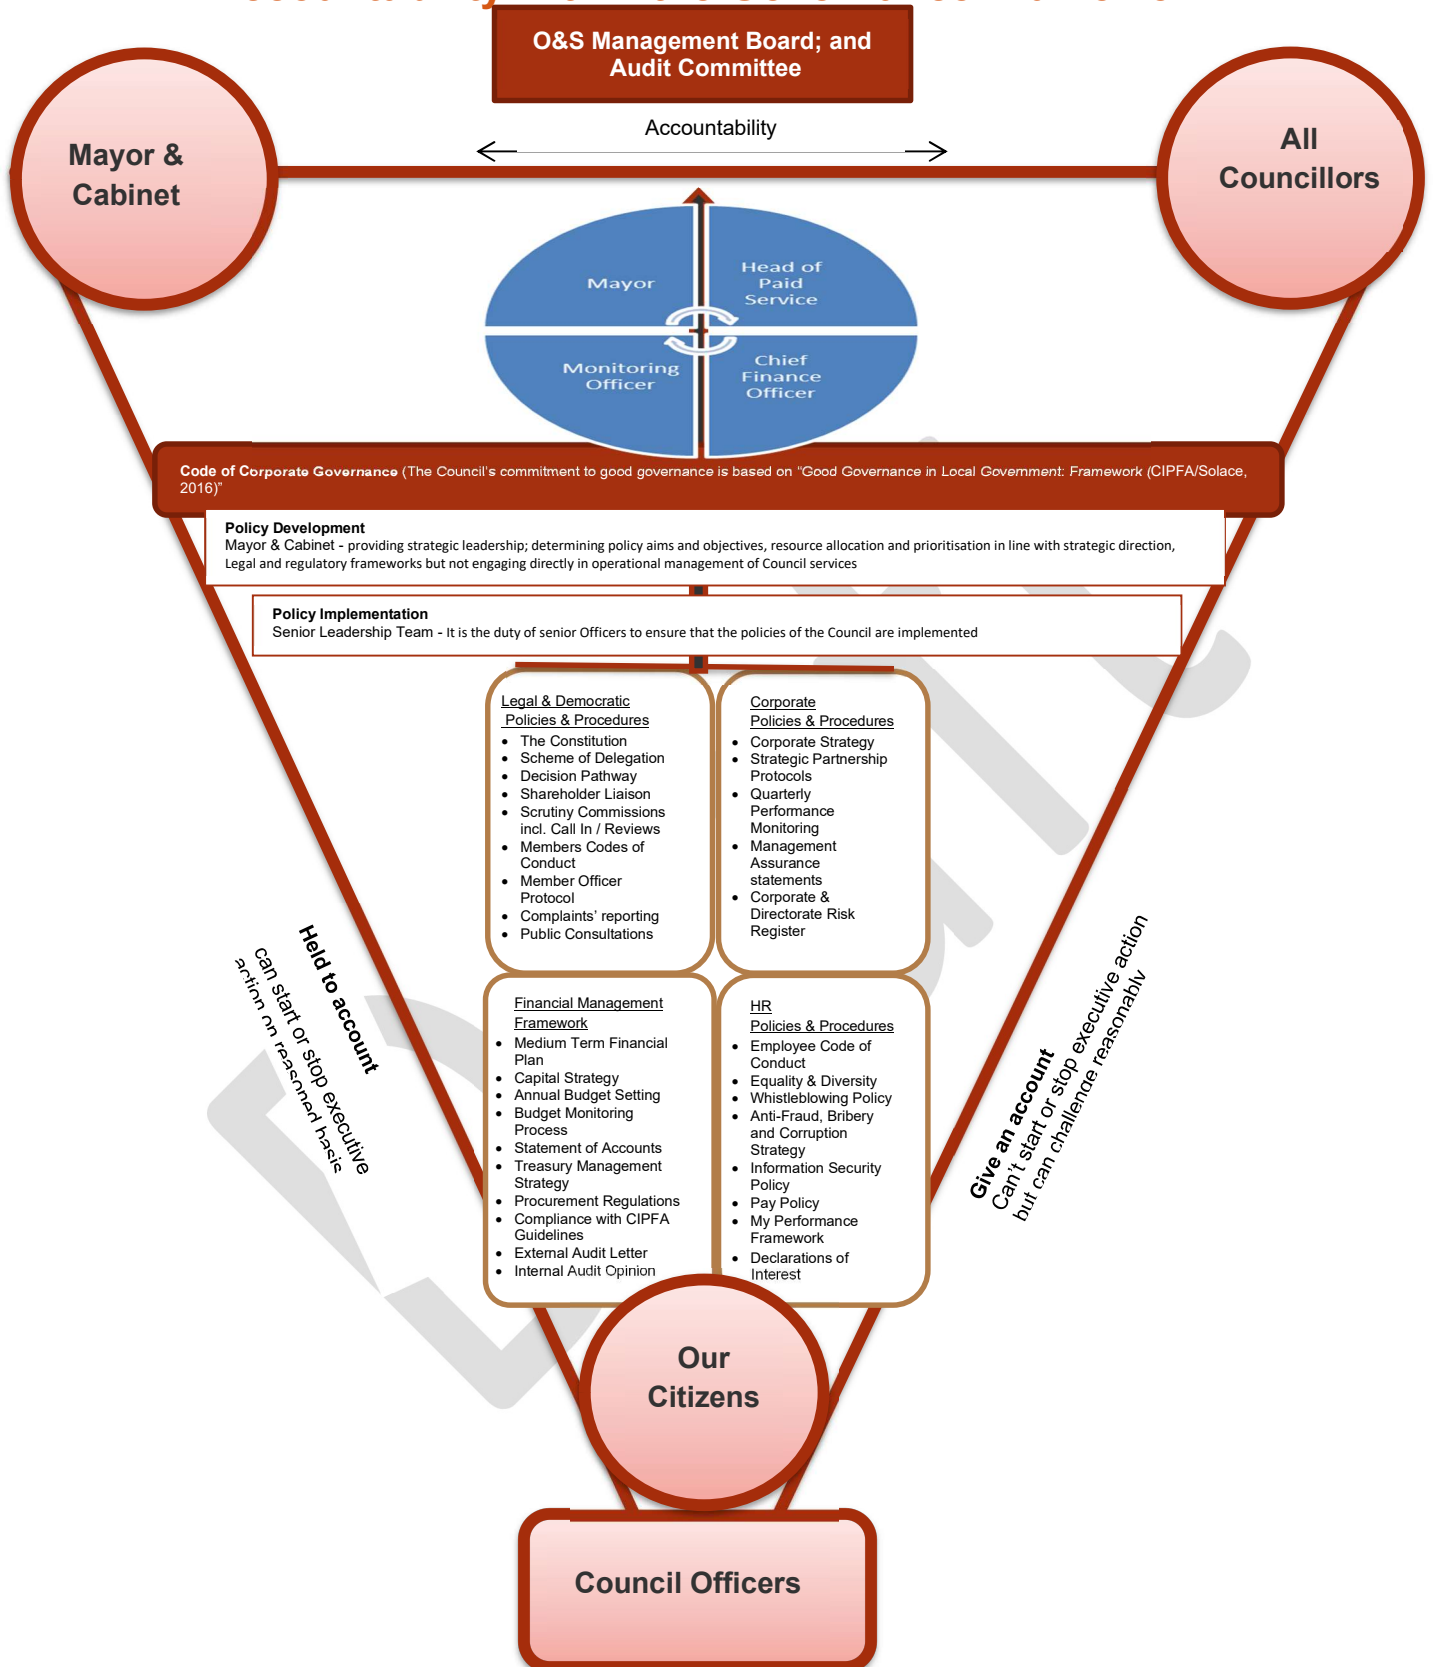 O&S Management Board; and
Audit Committee
Accountability
Mayor &
Cabinet
All
Councillors
Mayor
Head of
Paid
Service
Monitoring
Officer
Chief
Finance
Officer
Code of Corporate Governance (The Council's commitment to good governance is based on "Good Governance in Local Government: Framework (CIPFA/Solace,
2016)"
Policy Development
Mayor & Cabinet - providing strategic leadership; determining policy aims and objectives, resource allocation and prioritisation in line with strategic direction,
Legal and regulatory frameworks but not engaging directly in operational management of Council services
Policy Implementation
Senior Leadership Team - It is the duty of senior Officers to ensure that the policies of the Council are implemented
Legal & Democratic
Policies & Procedures
• The Constitution
• Scheme of Delegation
• Decision Pathway
• Shareholder Liaison
• Scrutiny Commissions
incl. Call In / Reviews
• Members Codes of
Conduct
• Member Officer
Protocol
• Complaints' reporting
• Public Consultations
Corporate
Policies & Procedures
• Corporate Strategy
• Strategic Partnership
Protocols
• Quarterly
Performance
Monitoring
• Management
Assurance
statements
• Corporate &
Directorate Risk
Register
Held to account
can start or stop executive
action on reasoned basis
Give an account
Can't start or stop executive action
but can challenge reasonably
Financial Management
Framework
• Medium Term Financial
Plan
• Capital Strategy
• Annual Budget Setting
• Budget Monitoring
Process
• Statement of Accounts
• Treasury Management
Strategy
• Procurement Regulations
• Compliance with CIPFA
Guidelines
• External Audit Letter
• Internal Audit Opinion
HR
Policies & Procedures
• Employee Code of
Conduct
• Equality & Diversity
• Whistleblowing Policy
• Anti-Fraud, Bribery
and Corruption
Strategy
• Information Security
Policy
• Pay Policy
• My Performance
Framework
• Declarations of
Interest
Our
Citizens
Council Officers